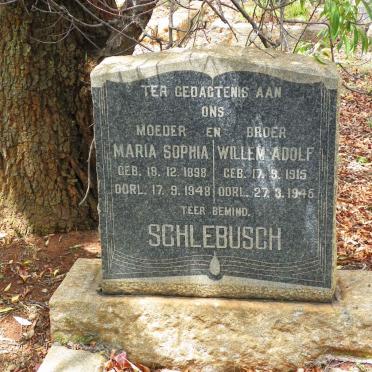 TER GEDAGTENIS AAN
ONS
MOEDER EN BROER
MARIA SOPHIA WILLEM ADOLF
GEB. 18. 12. 1898 GEB. 17. 9. 1915
OORL. 17. 9. 1948 OORL. 27. 3. 1945
TEER BEMIND.
SCHLEBUSCH